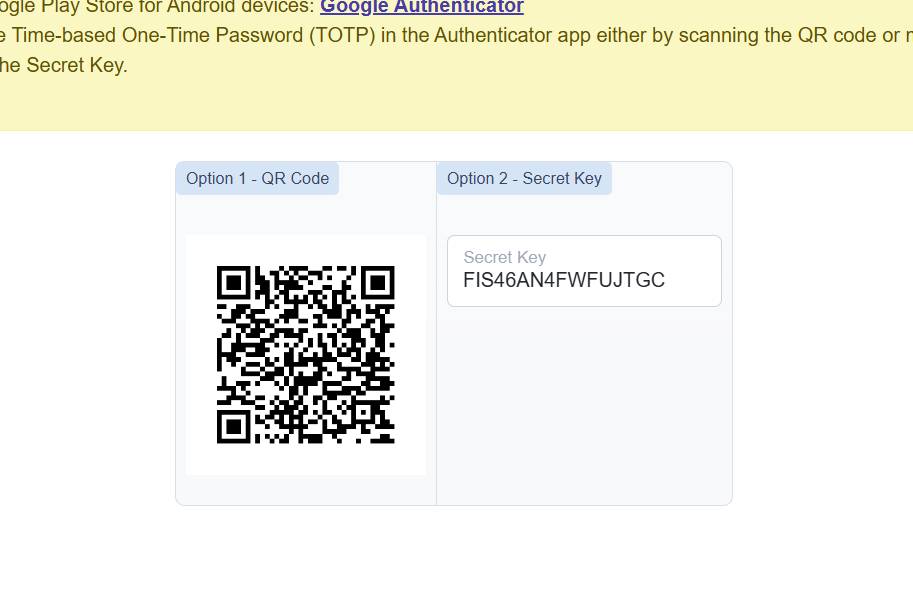 ogle Play Store for Android devices: Google Authenticator
e Time-based One-Time Password (TOTP) in the Authenticator app either by scanning the QR code or
he Secret Key.
Option 1 - QR Code
Option 2 - Secret Key
Secret Key
FIS46AN4FWFUJTGC